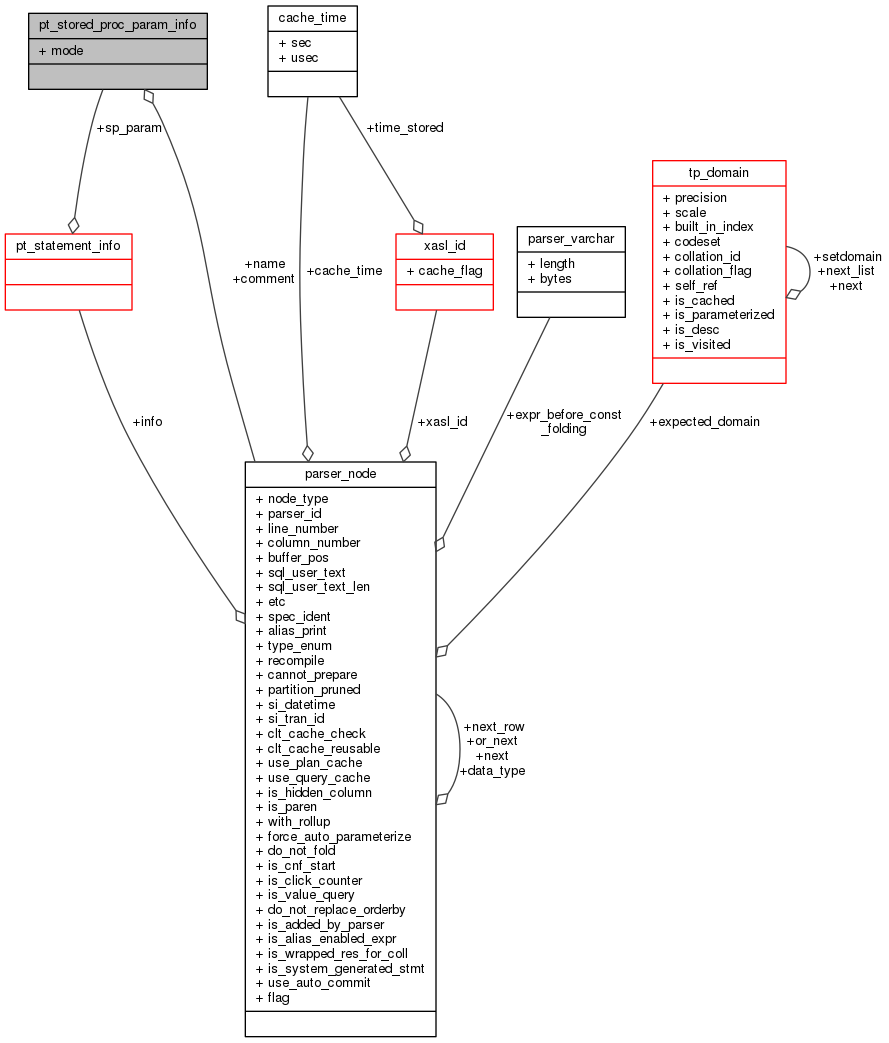 pt_stored_proc_param_info
+ mode
cache_time
+ sec
+ usec
+sp_param
+time_stored
tp_domain
+ precision
+ scale
+ built_in_index
+ codeset
+ collation_id
+ collation_flag
+ self_ref
+ is_cached
+ is_parameterized
+ is_desc
+ is_visited
+setdomain
+next_list
+next
pt_statement_info
xasl_id
+ cache_flag
parser_varchar
+ length
+ bytes
+name
+comment
+cache_time
+info
+xasl_id
+expr_before_const
_folding
+expected_domain
parser_node
+ node_type
+ parser_id
+ line_number
+ column_number
+ buffer_pos
+ sql_user_text
+ sql_user_text_len
+ etc
+ spec_ident
+ alias_print
+ type_enum
+ recompile
+ cannot_prepare
+ partition_pruned
+ si_datetime
+ si_tran_id
+ clt_cache_check
+ clt_cache_reusable
+ use_plan_cache
+ use_query_cache
+ is_hidden_column
+ is_paren
+ with_rollup
+ force_auto_parameterize
+ do_not_fold
+ is_cnf_start
+ is_click_counter
+ is_value_query
+ do_not_replace_orderby
+ is_added_by_parser
+ is_alias_enabled_expr
+ is_wrapped_res_for_coll
+ is_system_generated_stmt
+ use_auto_commit
+ flag
+next_row
+or_next
+next
+data_type